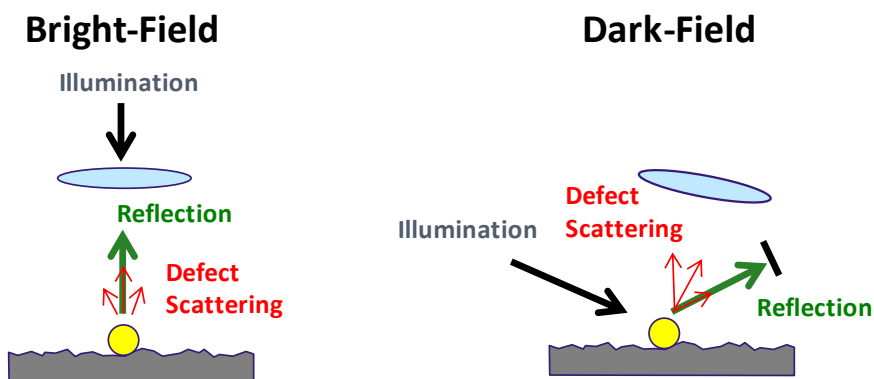 Bright-Field
Illumination
Reflection
Defect
Scattering
Dark-Field
Defect
Scattering
Illumination
Reflection